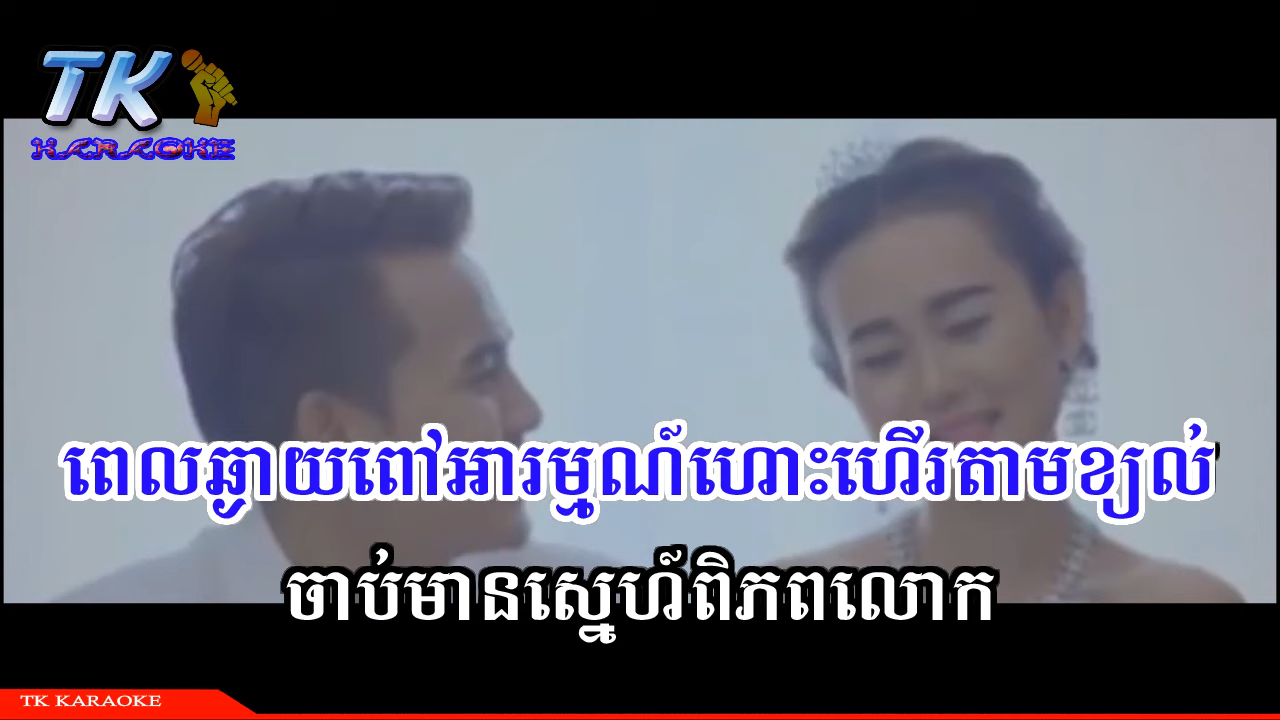 TK
KARAOKE
ពេលឆ្ងាយពៅអារម្មណ៍ហោះហើរតាមខ្យល់
ចាប់មានស្នេហ៍ពិភពលោក
TK KARAOKE